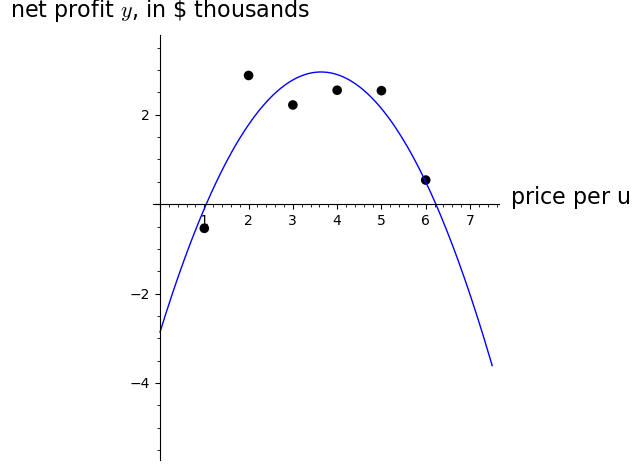 net profit y, in $ thousands
2
price per u
1 2 3 4 5 6 7
−2
−4